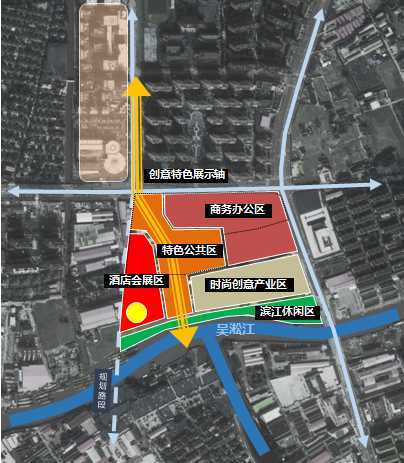 创意特色展示轴
商务办公区
特色公共区
酒店会展区
时尚创意产业区
滨江休闲区
吴淞江
规划路段